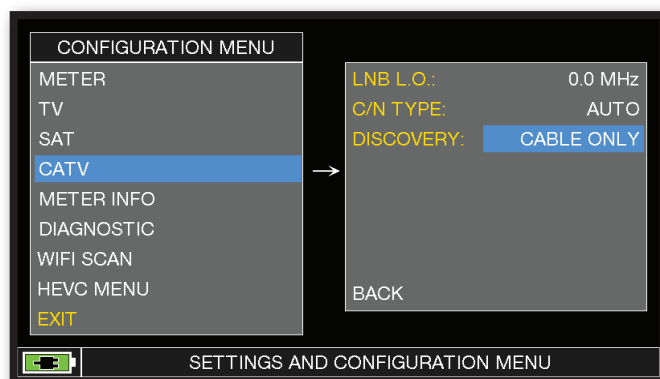 CONFIGURATION MENU
METER
TV
SAT
CATV
METER INFO
DIAGNOSTIC
WIFI SCAN
HEVC MENU
EXIT
→
LNB L.O.: 0.0 MHz
C/N TYPE: AUTO
DISCOVERY: CABLE ONLY
BACK
SETTINGS AND CONFIGURATION MENU